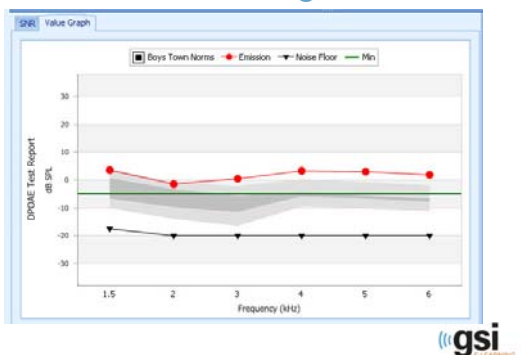 SNR Value Graph
Boys Town Norms Emission Noise Floor Min
30
20
10
0
-10
-20
-30
DPOAE Test Report
dB SPL
1.5 2 3 4 5 6
Frequency (kHz)
gsi